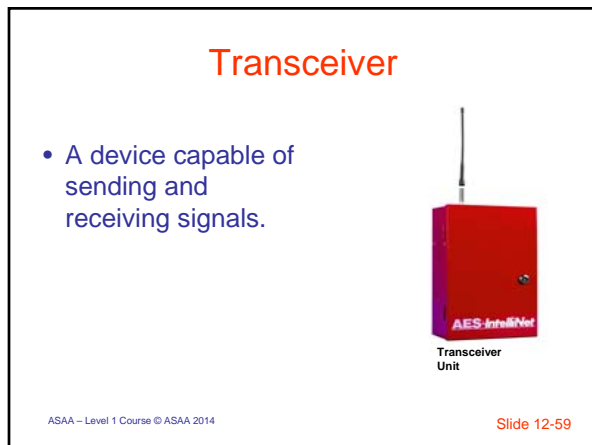 Transceiver
• A device capable of
sending and
receiving signals.
AES-IntelliNet
Transceiver
Unit
ASAA – Level 1 Course © ASAA 2014
Slide 12-59